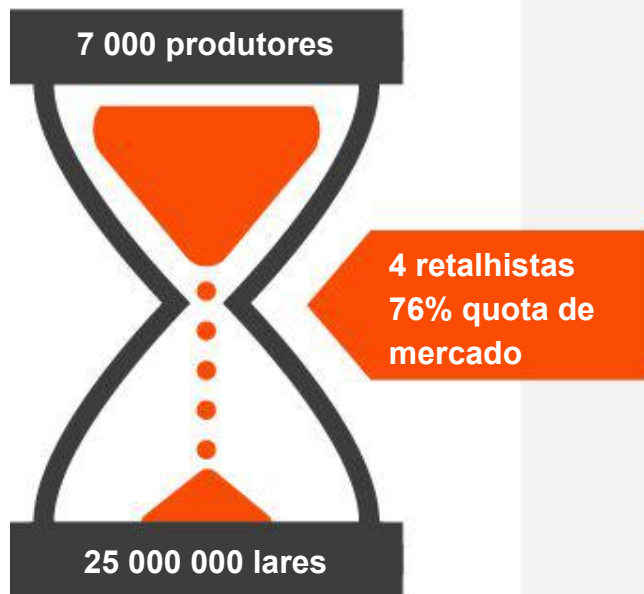 7 000 produtores
4 retalhistas
76% quota de
mercado
25 000 000 lares